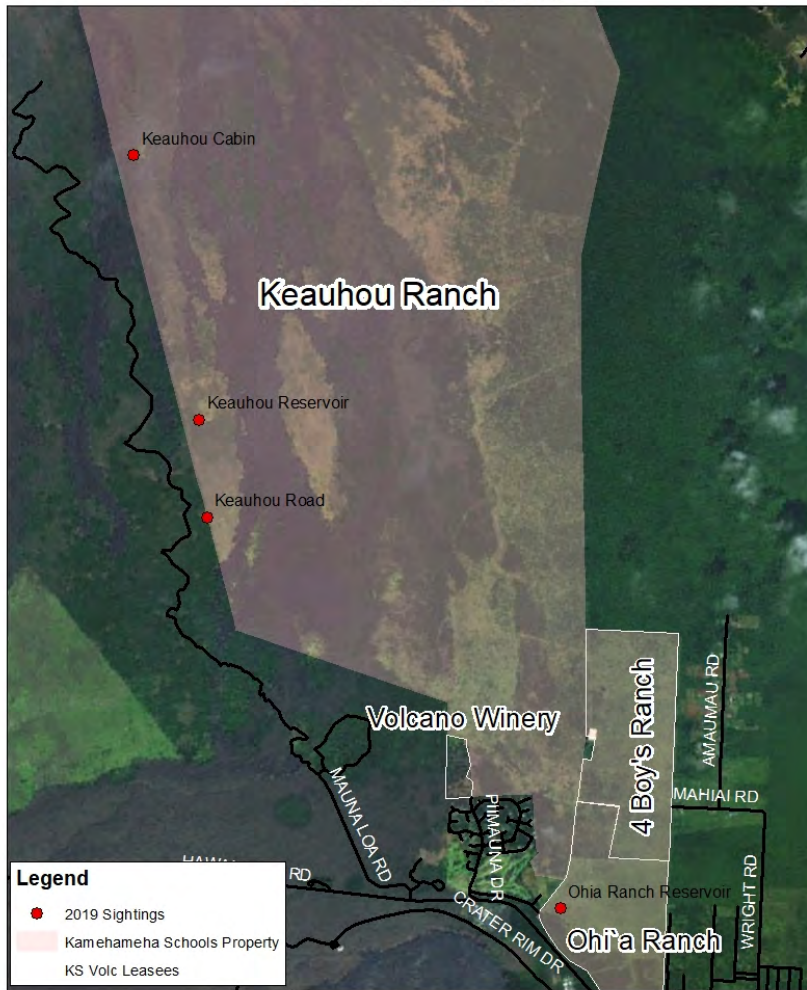 Keauhou Cabin
Keauhou Ranch
Keauhou Reservoir
Keauhou Road
Volcano Winery
4 Boy's Ranch
AMAUMAU RD
MAHIAI RD
MAUNA LOA RD
PIIMAUNA DR
WRIGHT RD
RD
CRATER RIM DR
Ohia Ranch Reservoir
Ohi`a Ranch
Legend
2019 Sightings
Kamehameha Schools Property
KS Volc Leasees